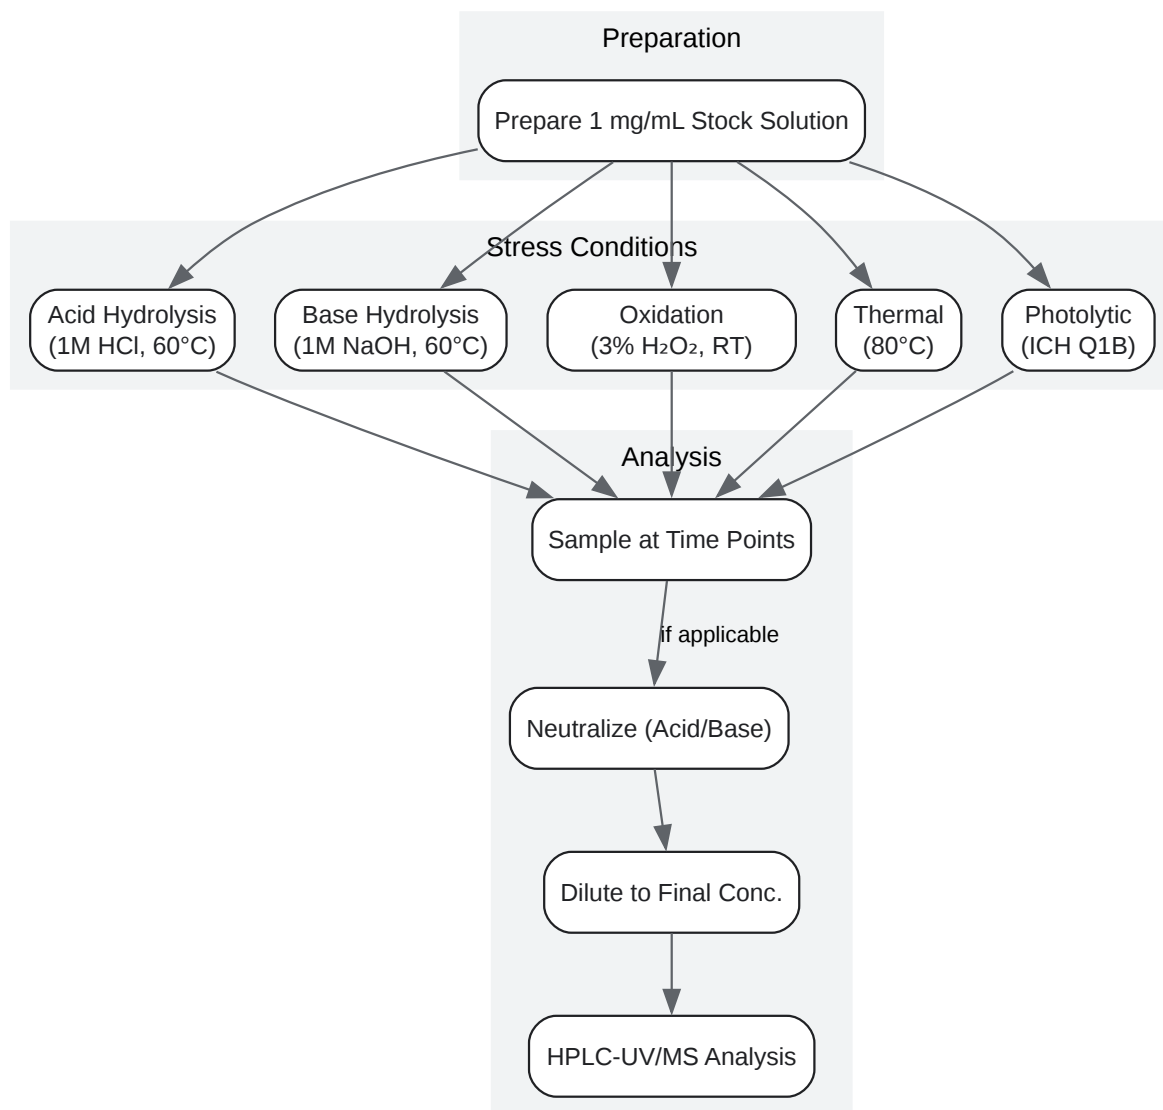 Preparation
Prepare 1 mg/mL Stock Solution
Stress Conditions
Acid Hydrolysis
(1M HCl, 60°C)
Base Hydrolysis
(1M NaOH, 60°C)
Oxidation
(3% H₂O₂, RT)
Thermal
(80°C)
Photolytic
(ICH Q1B)
Analysis
Sample at Time Points
if applicable
Neutralize (Acid/Base)
Dilute to Final Conc.
HPLC-UV/MS Analysis